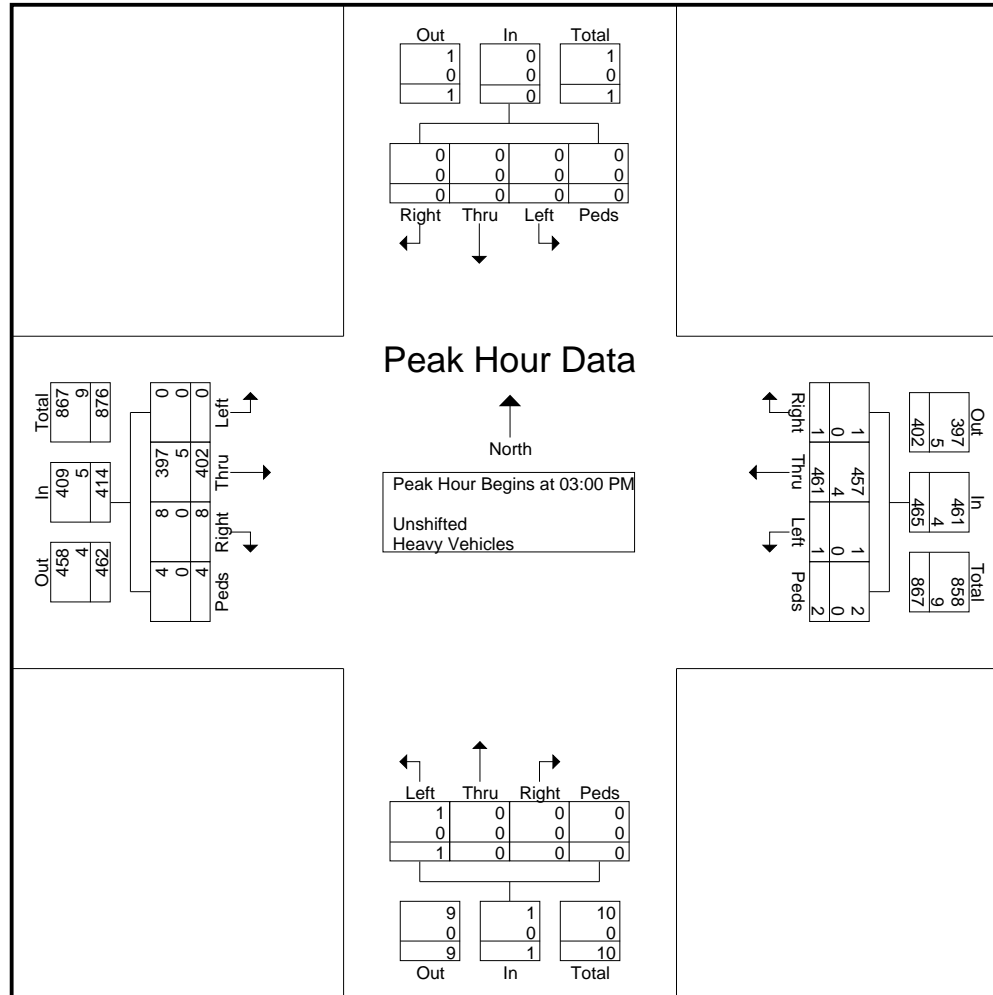 Out In Total
1 0 1
0 0 0
1 0 1
0 0 0 0
0 0 0 0
0 0 0 0
Right Thru Left Peds
Peak Hour Data
North
Peak Hour Begins at 03:00 PM
Unshifted
Heavy Vehicles
Total
867
9
876
In
409
5
414
Out
458
4
462
0
0
0
Left
397
5
402
Thru
8
0
8
Right
4
0
4
Peds
Right
1
0
1
Thru
461
4
457
Left
1
0
1
Peds
2
0
2
Out
397
5
402
In
461
4
465
Total
858
9
867
Left Thru Right Peds
1 0 0 0
0 0 0 0
1 0 0 0
9 1 10
0 0 0
9 1 10
Out In Total